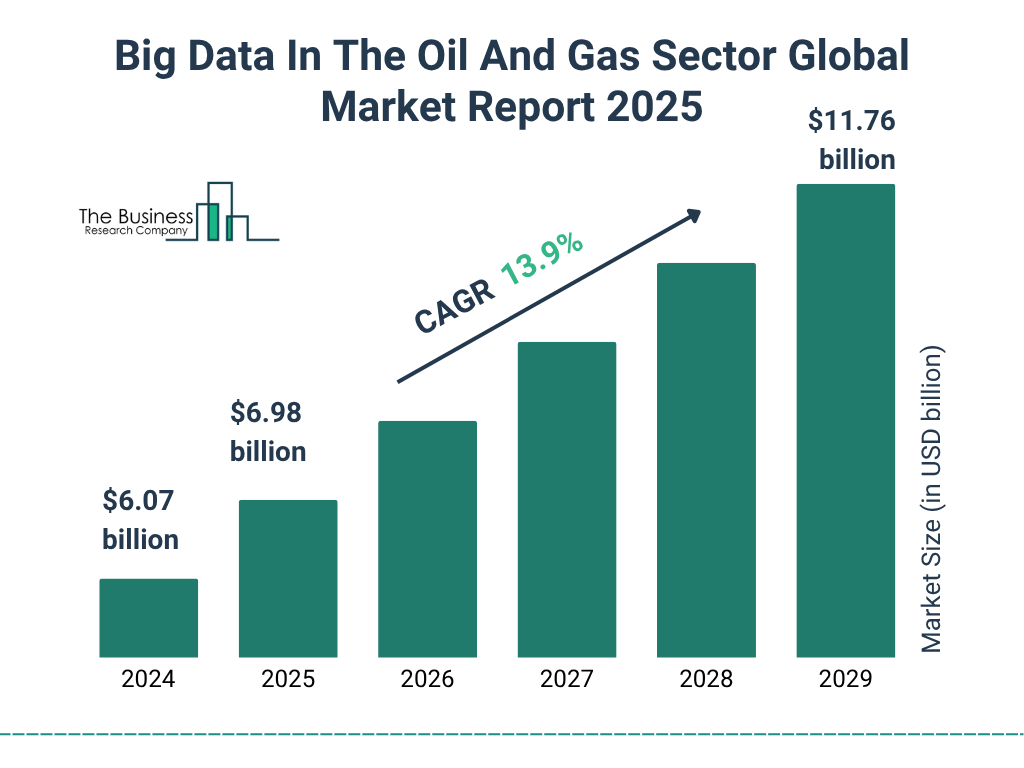 Big Data In The Oil And Gas Sector Global
Market Report 2025
$11.76
billion
The Business
Research Company
CAGR 13.9%
$6.98
billion
$6.07
billion
Market Size (in USD billion)
2024 2025 2026 2027 2028 2029